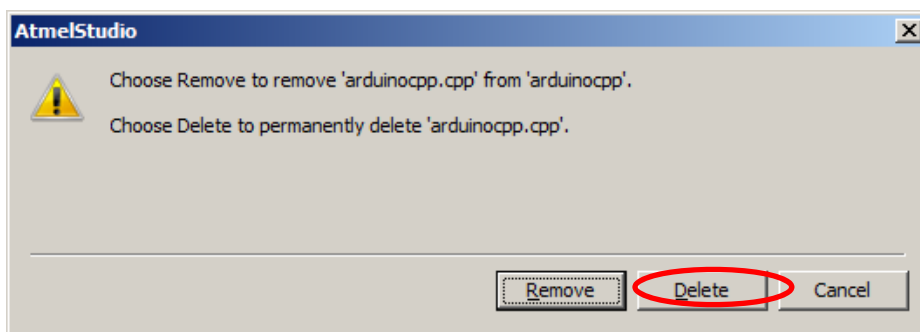 AtmelStudio
Choose Remove to remove 'arduinocpp.cpp' from 'arduinocpp'.
Choose Delete to permanently delete 'arduinocpp.cpp'.
Remove Delete Cancel